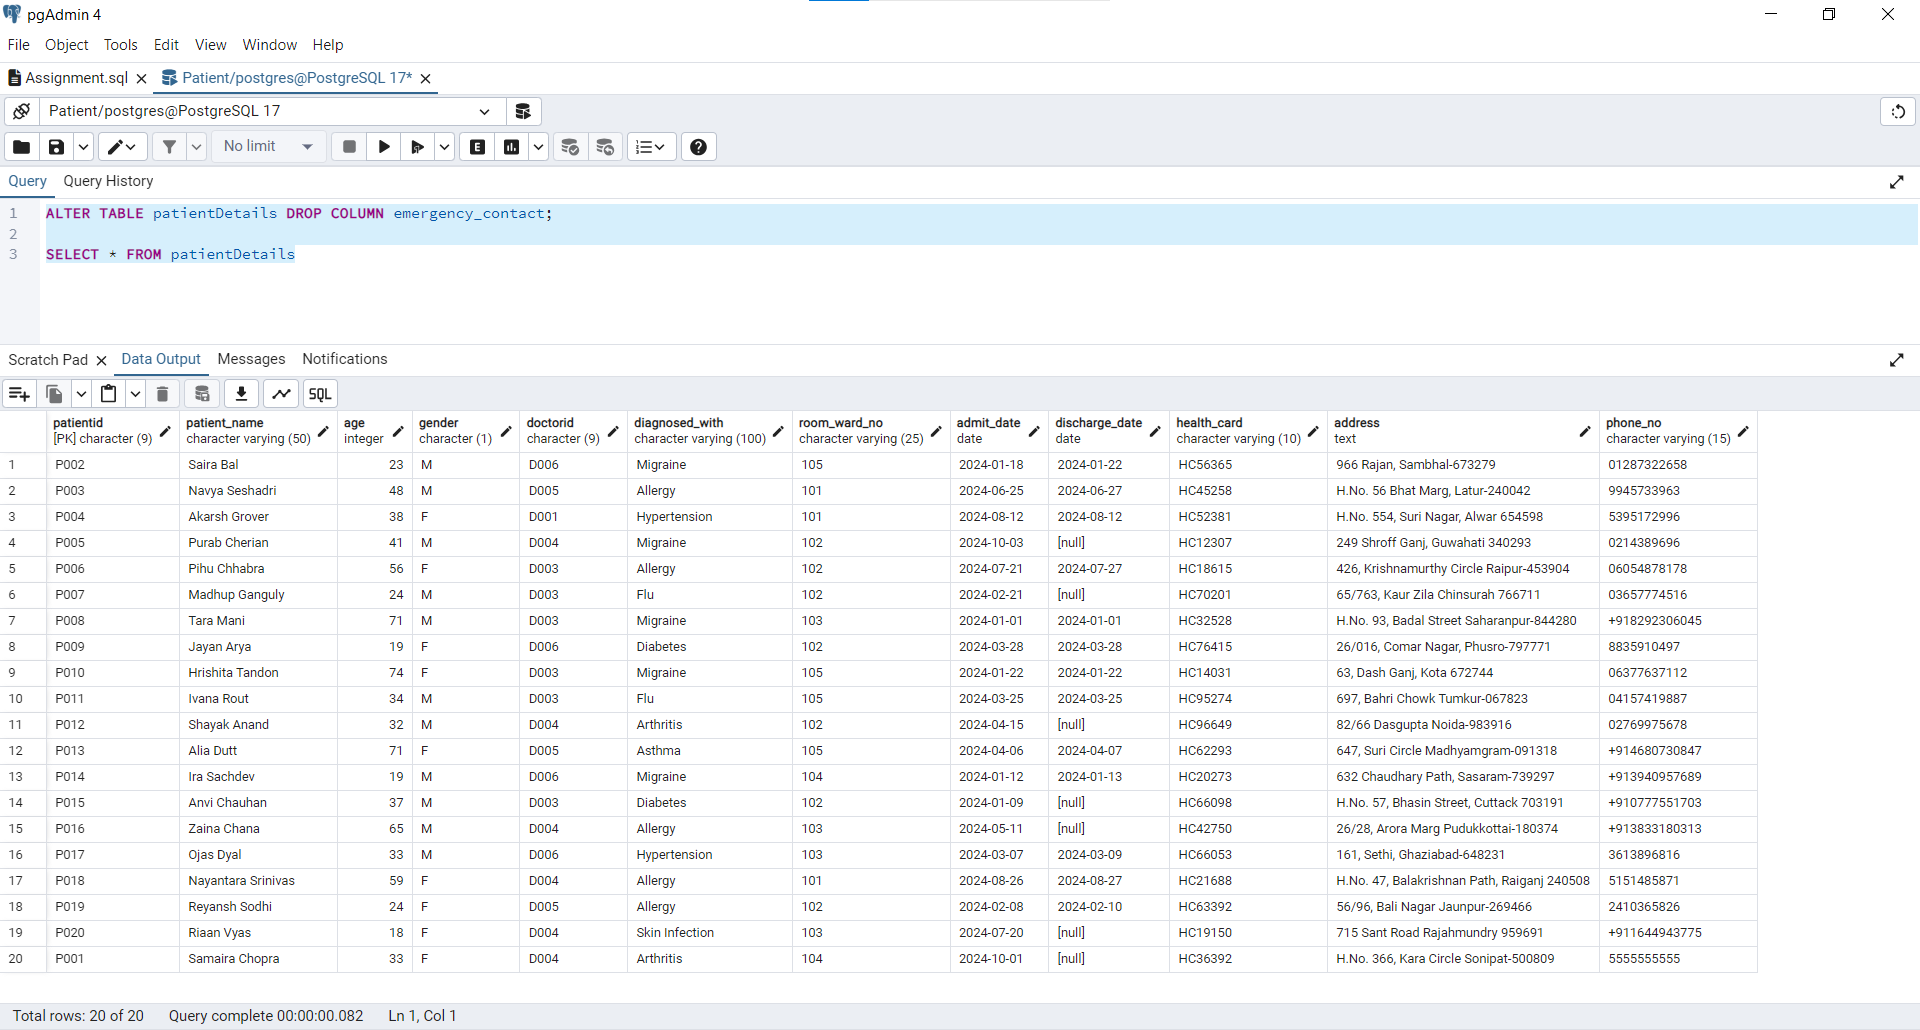 pgAdmin 4
File Object Tools Edit View Window Help
Assignment.sql Patient/postgres@PostgreSQL 17*
Patient/postgres@PostgreSQL 17
No limit E
Query Query History
1 ALTER TABLE patientDetails DROP COLUMN emergency_contact;
2
3 SELECT * FROM patientDetails
Scratch Pad Data Output Messages Notifications
SQL
patientid patient_name age gender doctorid diagnosed_with room_ward_no admit_date discharge_date health_card address phone_no
[PK] character (9) character varying (50) integer character (1) character (9) character varying (100) character varying (25) date date character varying (10) text character varying (15)
1 P002 Saira Bal 23 M D006 Migraine 105 2024-01-18 2024-01-22 HC56365 966 Rajan, Sambhal-673279 01287322658
2 P003 Navya Seshadri 48 M D005 Allergy 101 2024-06-25 2024-06-27 HC45258 H.No. 56 Bhat Marg, Latur-240042 9945733963
3 P004 Akarsh Grover 38 F D001 Hypertension 101 2024-08-12 2024-08-12 HC52381 H.No. 554, Suri Nagar, Alwar 654598 5395172996
4 P005 Purab Cherian 41 M D004 Migraine 102 2024-10-03 [null] HC12307 249 Shroff Ganj, Guwahati 340293 0214389696
5 P006 Pihu Chhabra 56 F D003 Allergy 102 2024-07-21 2024-07-27 HC18615 426, Krishnamurthy Circle Raipur-453904 06054878178
6 P007 Madhup Ganguly 24 M D003 Flu 102 2024-02-21 [null] HC70201 65/763, Kaur Zila Chinsurah 766711 03657774516
7 P008 Tara Mani 71 M D003 Migraine 103 2024-01-01 2024-01-01 HC32528 H.No. 93, Badal Street Saharanpur-844280 +918292306045
8 P009 Jayan Arya 19 F D006 Diabetes 102 2024-03-28 2024-03-28 HC76415 26/016, Comar Nagar, Phusro-797771 8835910497
9 P010 Hrishita Tandon 74 F D003 Migraine 105 2024-01-22 2024-01-22 HC14031 63, Dash Ganj, Kota 672744 06377637112
10 P011 Ivana Rout 34 M D003 Flu 105 2024-03-25 2024-03-25 HC95274 697, Bahri Chowk Tumkur-067823 04157419887
11 P012 Shayak Anand 32 M D004 Arthritis 102 2024-04-15 [null] HC96649 82/66 Dasgupta Noida-983916 02769975678
12 P013 Alia Dutt 71 F D005 Asthma 105 2024-04-06 2024-04-07 HC62293 647, Suri Circle Madhyamgram-091318 +914680730847
13 P014 Ira Sachdev 19 M D006 Migraine 104 2024-01-12 2024-01-13 HC20273 632 Chaudhary Path, Sasaram-739297 +913940957689
14 P015 Anvi Chauhan 37 M D003 Diabetes 102 2024-01-09 [null] HC66098 H.No. 57, Bhasin Street, Cuttack 703191 +910777551703
15 P016 Zaina Chana 65 M D004 Allergy 103 2024-05-11 [null] HC42750 26/28, Arora Marg Pudukkottai-180374 +913833180313
16 P017 Ojas Dyal 33 M D006 Hypertension 103 2024-03-07 2024-03-09 HC66053 161, Sethi, Ghaziabad-648231 3613896816
17 P018 Nayantara Srinivas 59 F D004 Allergy 101 2024-08-26 2024-08-27 HC21688 H.No. 47, Balakrishnan Path, Raiganj 240508 5151485871
18 P019 Reyansh Sodhi 24 F D005 Allergy 102 2024-02-08 2024-02-10 HC63392 56/96, Bali Nagar Jaunpur-269466 2410365826
19 P020 Riaan Vyas 18 F D004 Skin Infection 103 2024-07-20 [null] HC19150 715 Sant Road Rajahmundry 959691 +911644943775
20 P001 Samaira Chopra 33 F D004 Arthritis 104 2024-10-01 [null] HC36392 H.No. 366, Kara Circle Sonipat-500809 5555555555
Total rows: 20 of 20 Query complete 00:00:00.082 Ln 1, Col 1